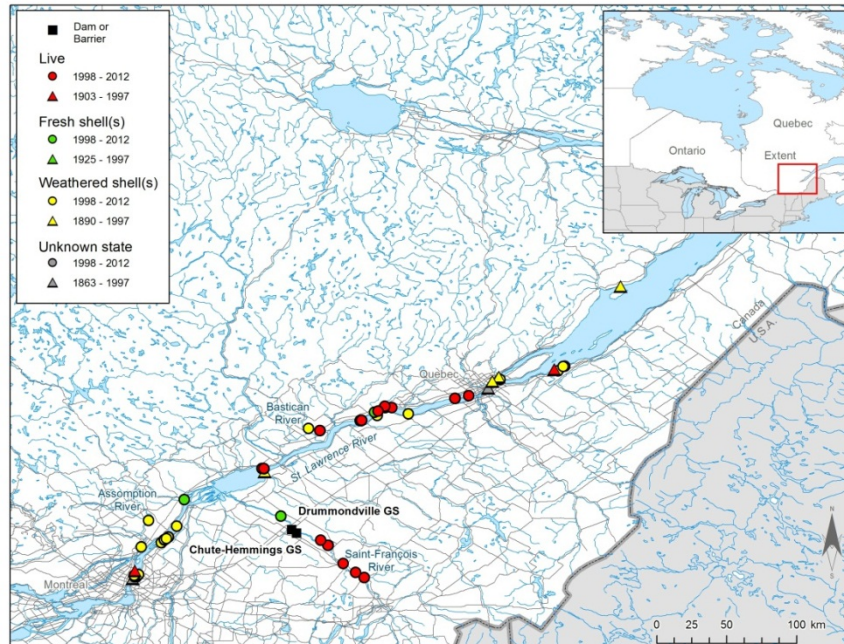 Dam or
Barrier
Live
1998 - 2012
1903 - 1997
Fresh shell(s)
1998 - 2012
1925 - 1997
Weathered shell(s)
1998 - 2012
1890 - 1997
Unknown state
1998 - 2012
1863 - 1997
Quebec
Ontario
Extent
Canada
U.S.A.
Québec
Bastican
River
St. Lawrence River
Assomption
River
Drummondville GS
Chute-Hemmings GS
Saint-François
River
Montréal
N
S
0 25 50 100 km